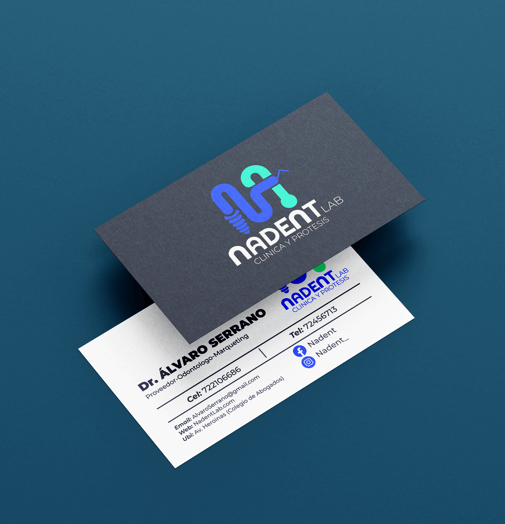 NADENT LAB
CLINICA Y PROTESIS
NADENT LAB
CLINICA Y PROTESIS
Dr. ÁLVARO SERRANO
Proveedor-Odontologo-Marqueting
Cel: 722106686
Tel: 72456713
Email: AlvaroSerrano@gmail.com
Web: NadentLab.com
Ubi: Av. Heroinas (Colegio de Abogados)
Nadent
Nadent_